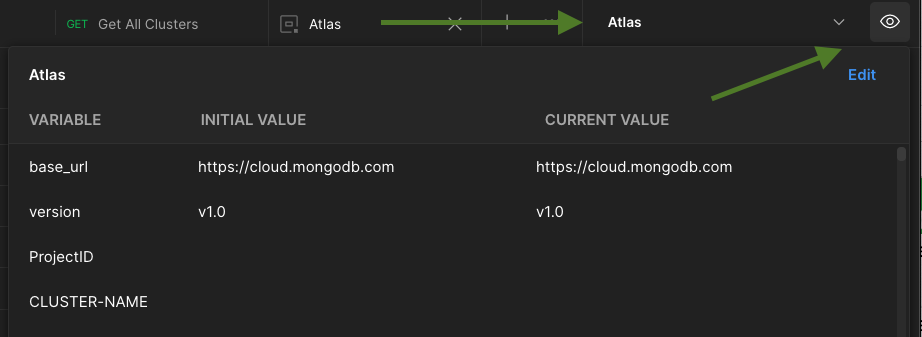 GET Get All Clusters Atlas Atlas
Atlas Edit
VARIABLE INITIAL VALUE CURRENT VALUE
base_url https://cloud.mongodb.com https://cloud.mongodb.com
version v1.0 v1.0
ProjectID
CLUSTER-NAME